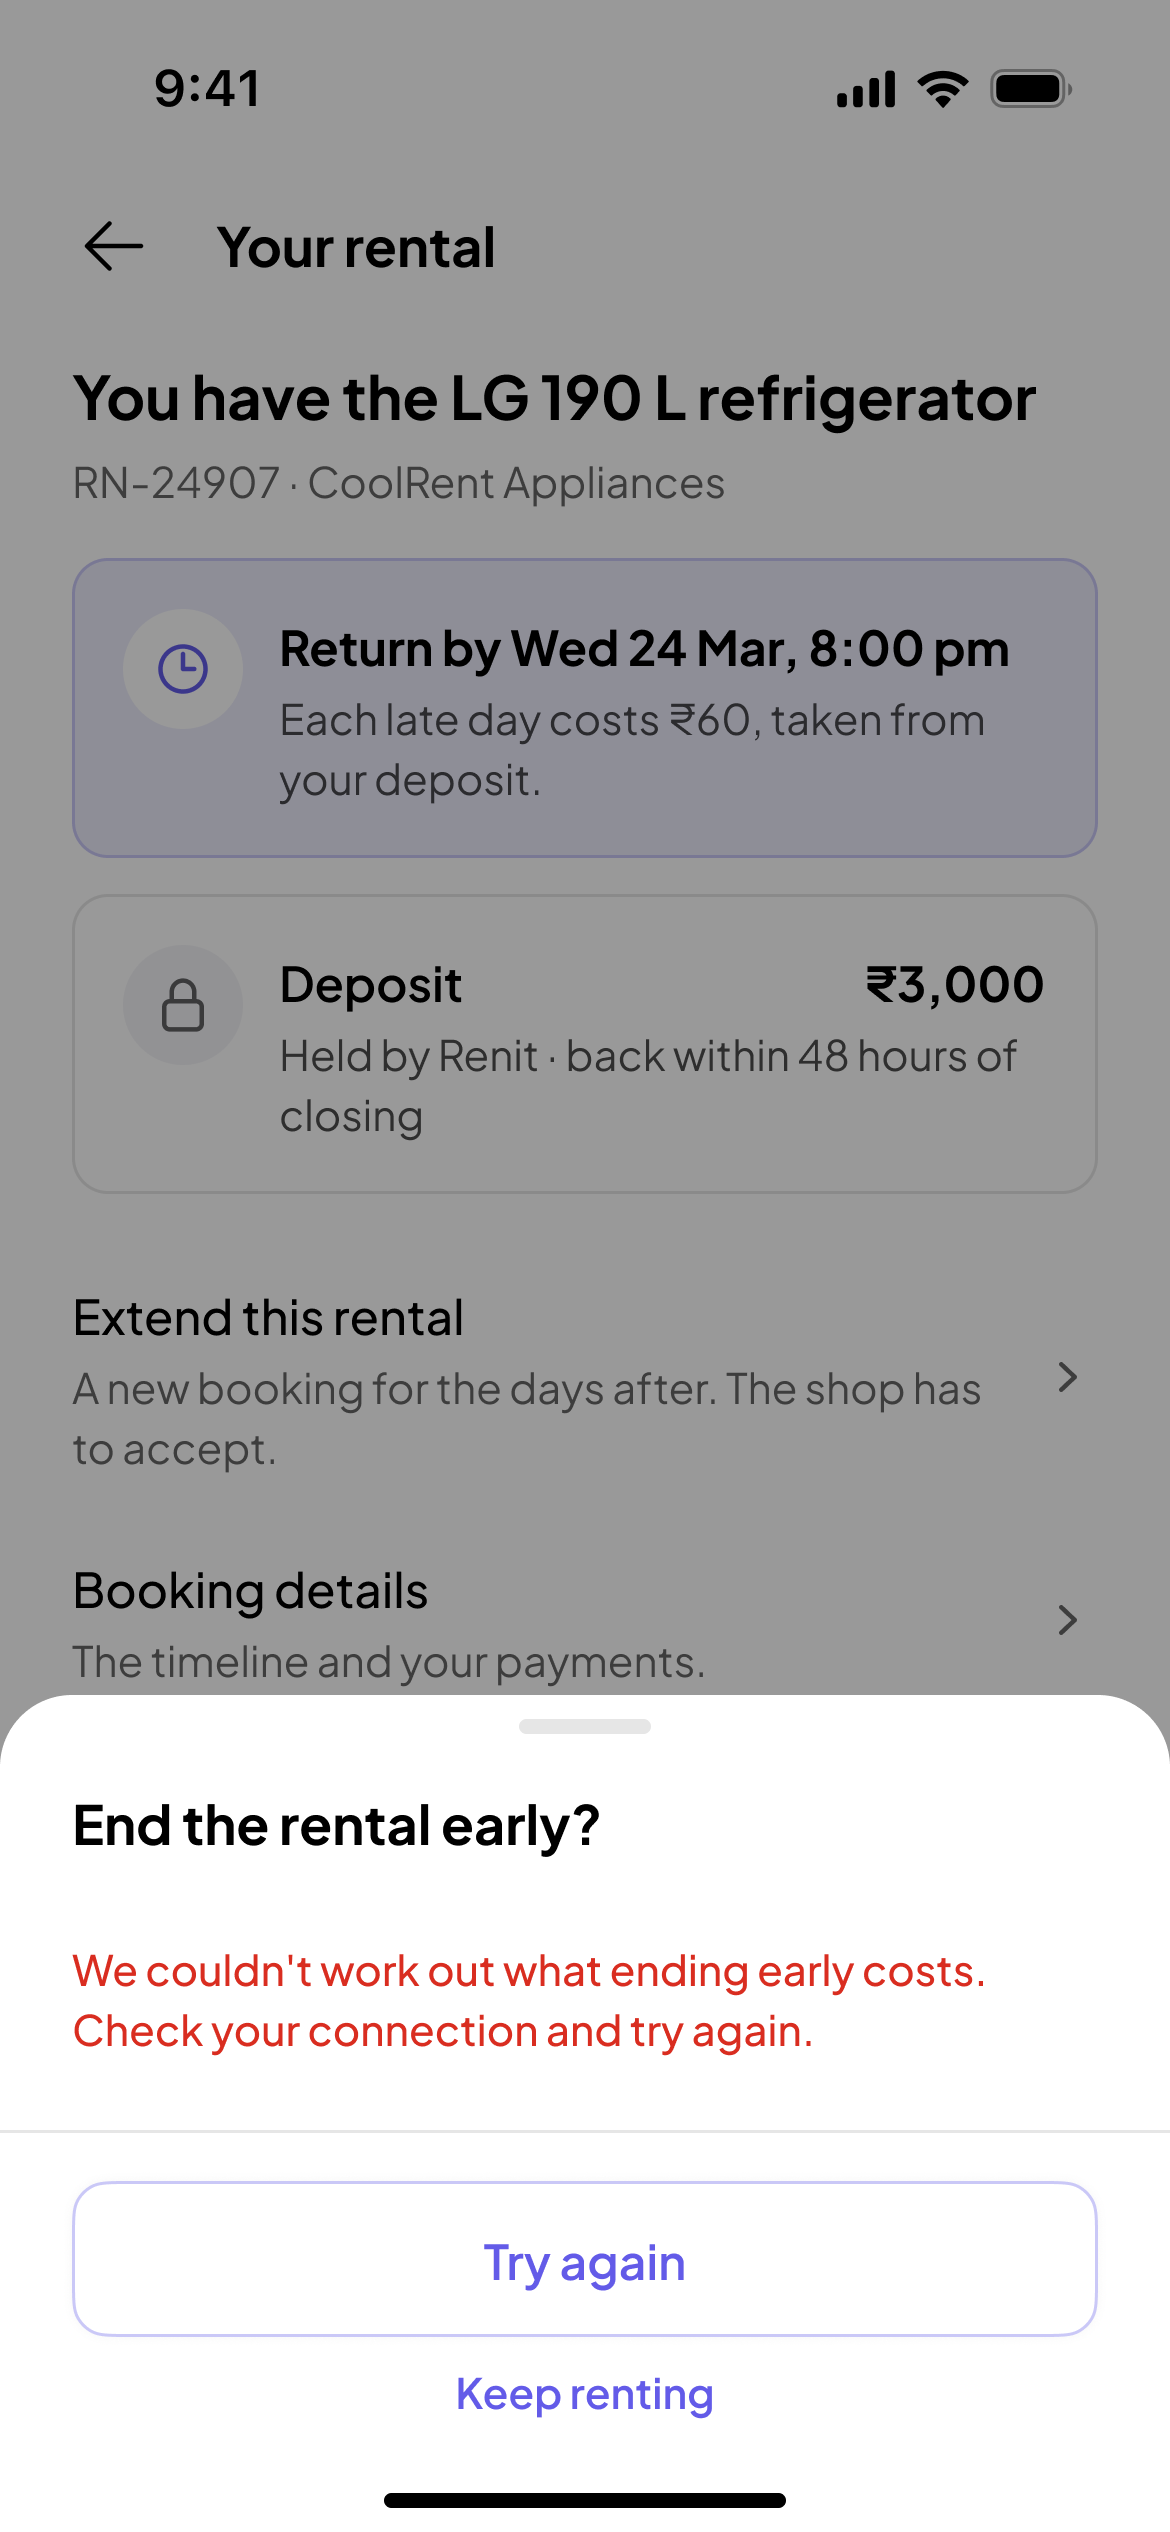 9:41
Your rental
You have the LG 190 L refrigerator
RN-24907 · CoolRent Appliances
Return by Wed 24 Mar, 8:00 pm
Each late day costs ₹60, taken from
your deposit.
Deposit ₹3,000
Held by Renit · back within 48 hours of
closing
Extend this rental
A new booking for the days after. The shop has
to accept.
Booking details
The timeline and your payments.
End the rental early?
We couldn't work out what ending early costs.
Check your connection and try again.
Try again
Keep renting